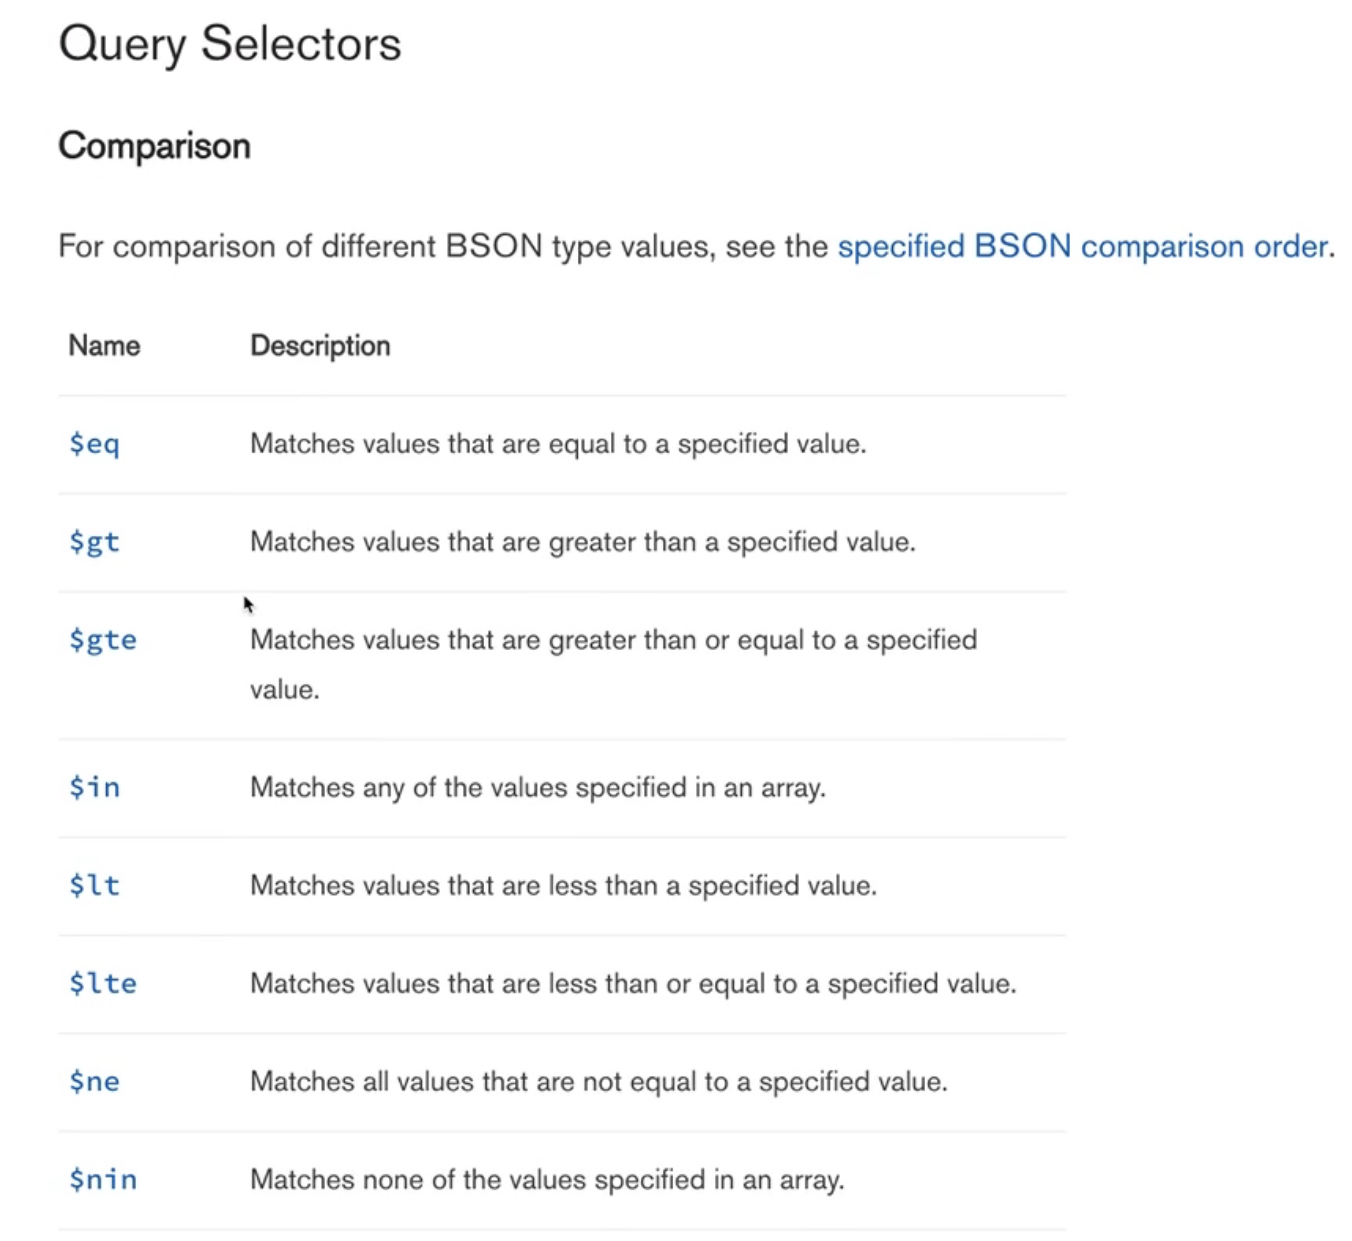 Query Selectors
Comparison
For comparison of different BSON type values, see the specified BSON comparison order.
Name Description
$eq Matches values that are equal to a specified value.
$gt Matches values that are greater than a specified value.
$gte Matches values that are greater than or equal to a specified
value.
$in Matches any of the values specified in an array.
$lt Matches values that are less than a specified value.
$lte Matches values that are less than or equal to a specified value.
$ne Matches all values that are not equal to a specified value.
$nin Matches none of the values specified in an array.